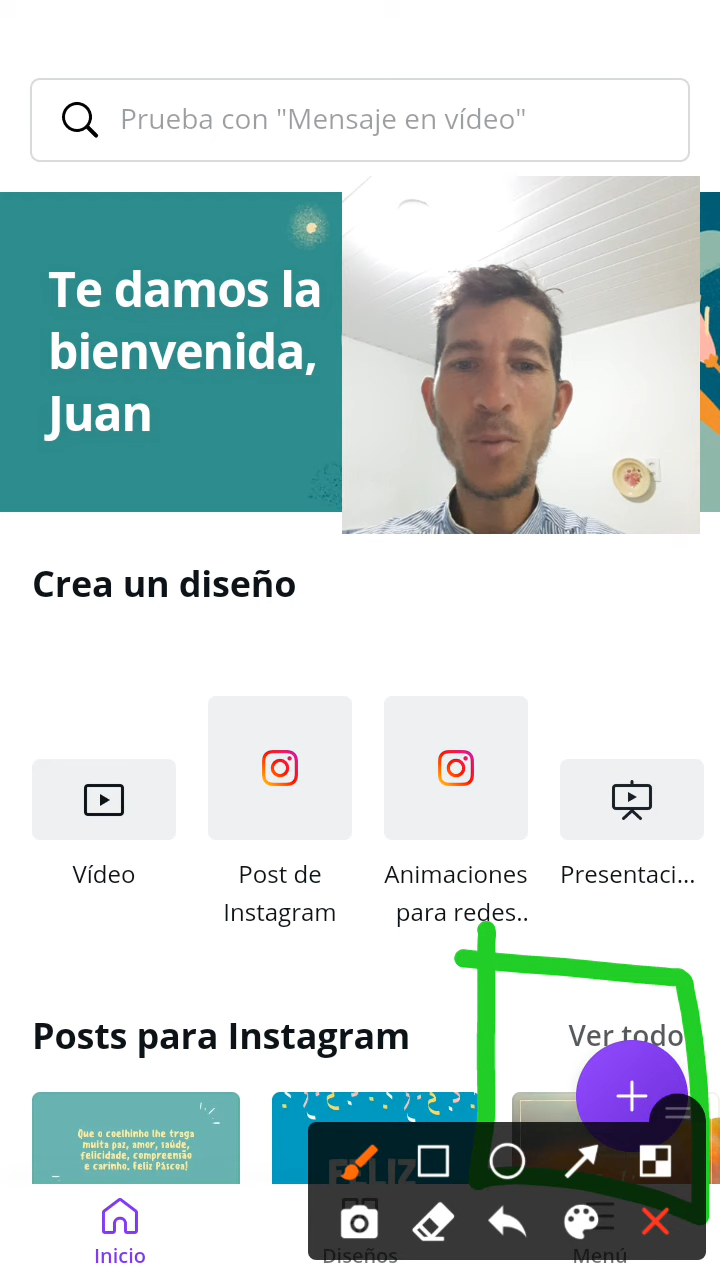 Prueba con "Mensaje en vídeo"
Te damos la
bienvenida,
Juan
Crea un diseño
Vídeo
Post de
Instagram
Animaciones
para redes..
Presentaci...
Posts para Instagram
Ver todo
Que o coelhinho lhe traga
muita paz, amor, saúde,
felicidade, compreensão
e carinho. Feliz Páscoa!
FELIZ
Inicio
Diseños
Menú